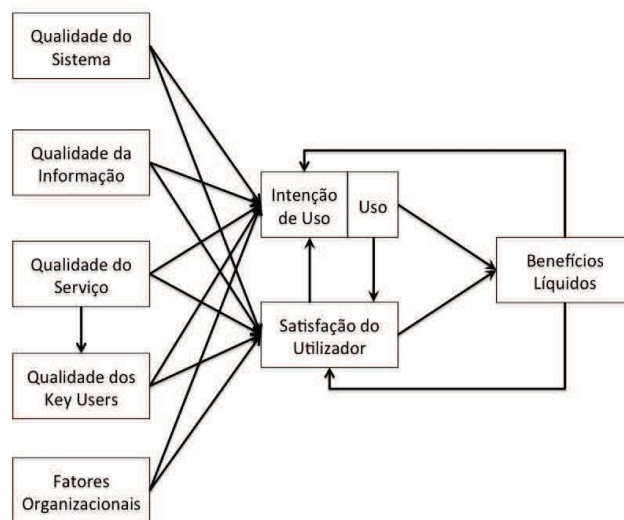 Qualidade do
Sistema
Qualidade da
Informação
Qualidade do
Serviço
Qualidade dos
Key Users
Fatores
Organizacionais
Intenção
de Uso
Uso
Satisfação do
Utilizador
Benefícios
Líquidos